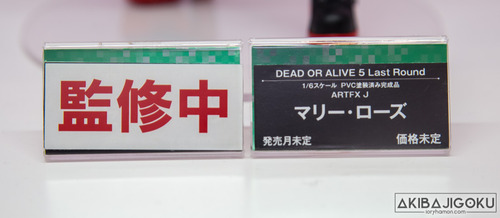 監修中
DEAD OR ALIVE 5 Last Round
1/6スケール PVC塗装済み完成品
ARTFX J
マリー・ローズ
発売月未定 価格未定
AKIBAJIGOKU
ioryhamon.com